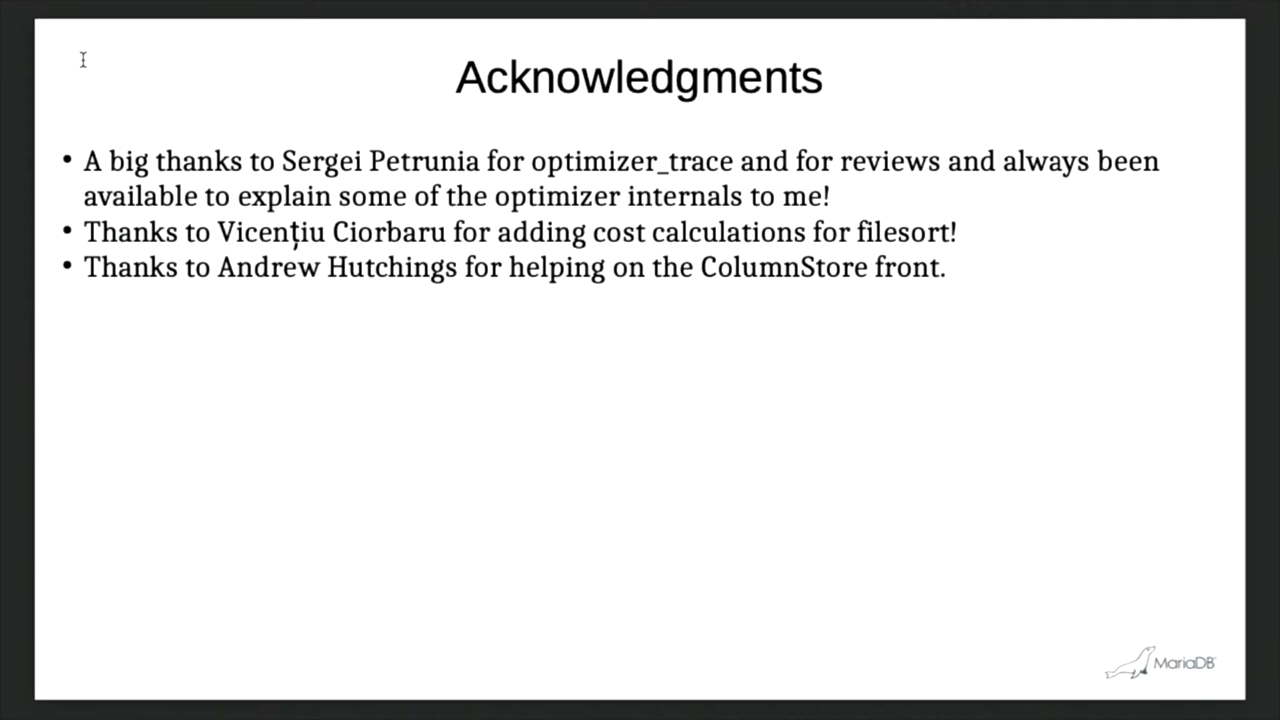 Acknowledgments
• A big thanks to Sergei Petrunia for optimizer_trace and for reviews and always been
available to explain some of the optimizer internals to me!
• Thanks to Vicențiu Ciorbaru for adding cost calculations for filesort!
• Thanks to Andrew Hutchings for helping on the ColumnStore front.
MariaDB